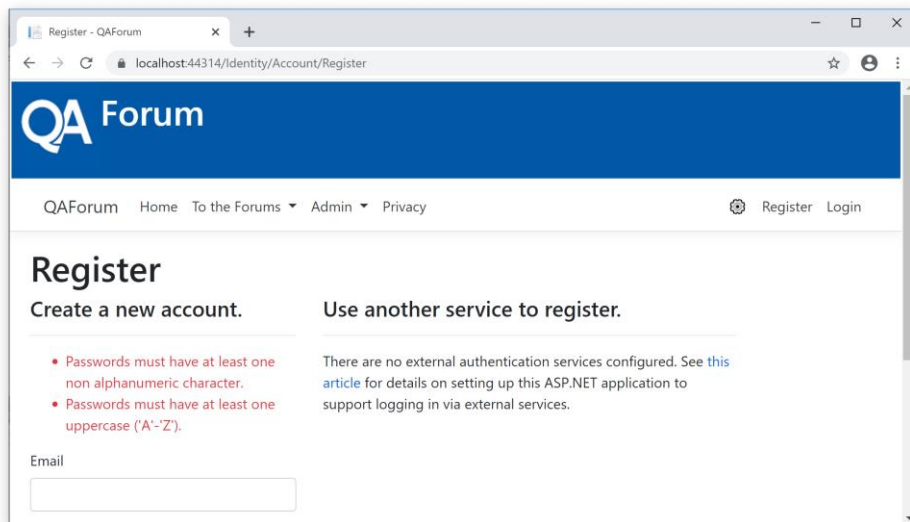 Register - QAForum
localhost:44314/Identity/Account/Register
QA Forum
QAForum Home To the Forums Admin Privacy Register Login
Register
Create a new account.
Use another service to register.
• Passwords must have at least one
non alphanumeric character.
• Passwords must have at least one
uppercase ('A'-'Z').
There are no external authentication services configured. See this
article for details on setting up this ASP.NET application to
support logging in via external services.
Email